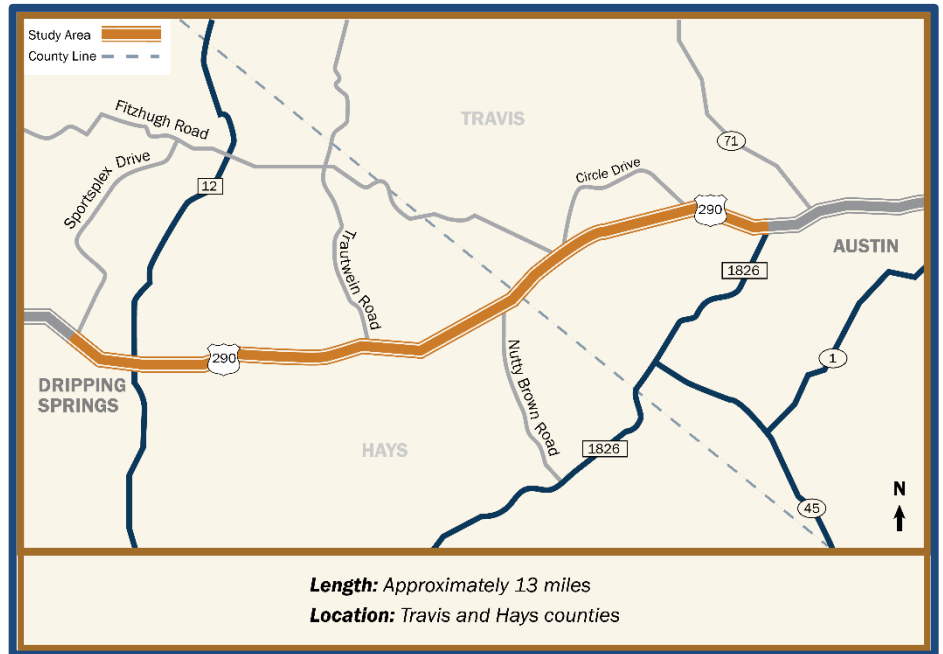 Study Area
County Line
Fitzhugh Road
Sportsplex Drive
12
TRAVIS
71
Circle Drive
290
AUSTIN
1826
Trautwein Road
290
DRIPPING
SPRINGS
Nutty Brown Road
1
HAYS
1826
45
N
Length: Approximately 13 miles
Location: Travis and Hays counties